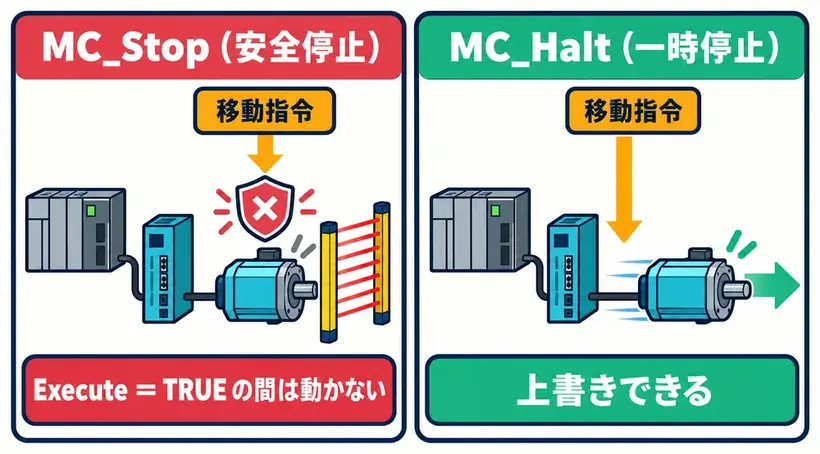 MC_Stop（安全停止）
移動指令
Execute ＝ TRUE の間は動かない
MC_Halt（一時停止）
移動指令
上書きできる